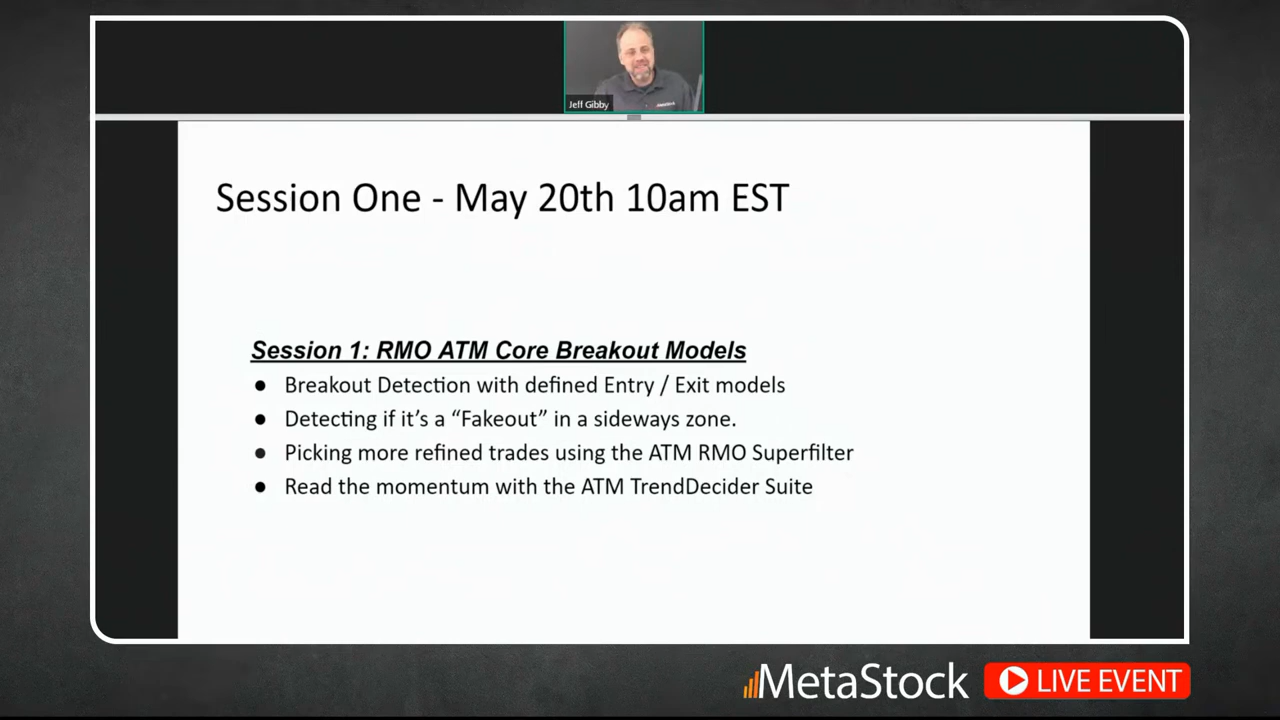 Jeff Gibby
Session One - May 20th 10am EST
Session 1: RMO ATM Core Breakout Models
● Breakout Detection with defined Entry / Exit models
● Detecting if it’s a “Fakeout” in a sideways zone.
● Picking more refined trades using the ATM RMO Superfilter
● Read the momentum with the ATM TrendDecider Suite
MetaStock LIVE EVENT